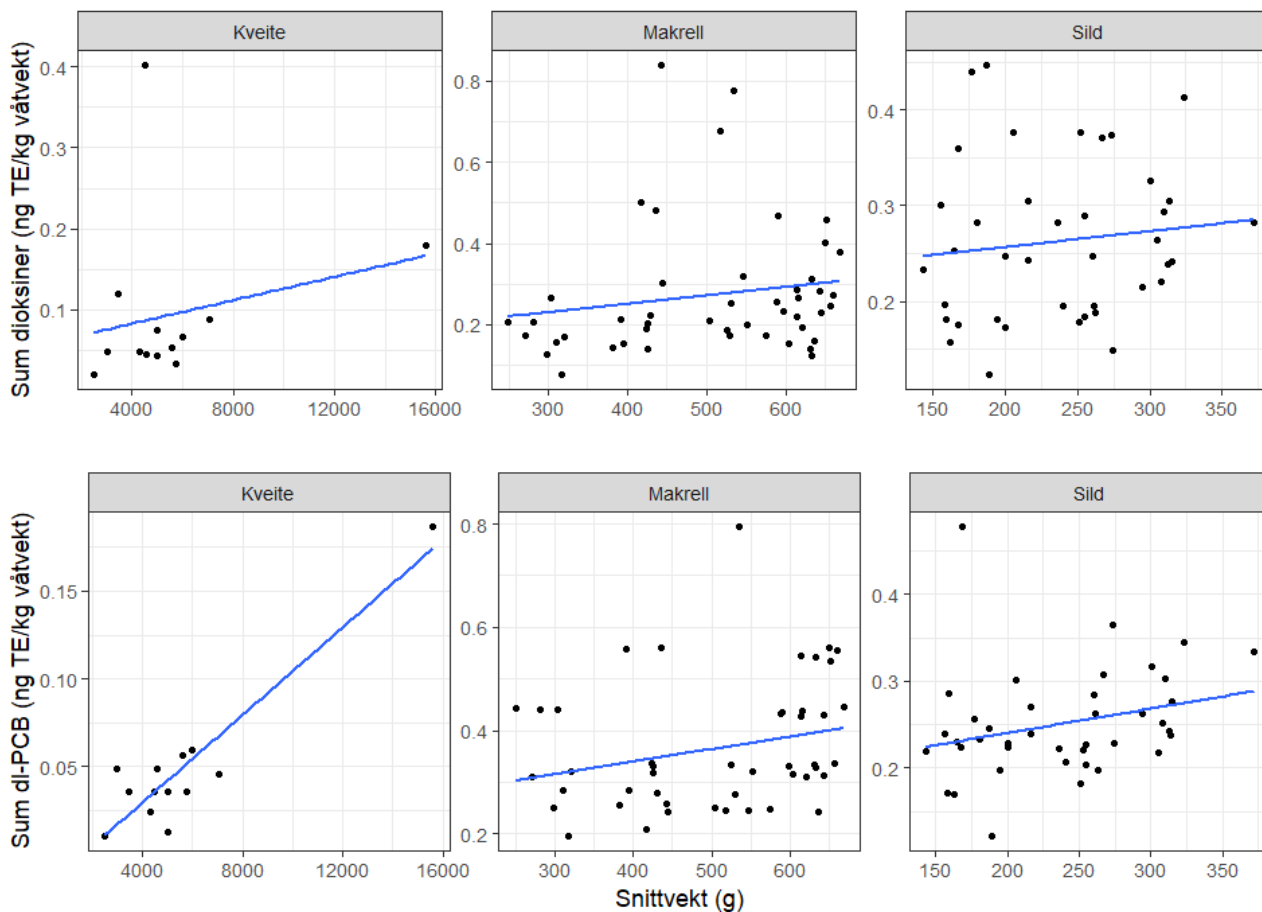 Kveite Makrell Sild
Sum dioksiner (ng TE/kg våtvekt)
0.4
0.3
0.2
0.1
4000 8000 12000 16000
0.8
0.6
0.4
0.2
300 400 500 600
0.4
0.3
0.2
150 200 250 300 350
Kveite Makrell Sild
Sum dl-PCB (ng TE/kg våtvekt)
0.15
0.10
0.05
4000 8000 12000 16000
0.8
0.6
0.4
0.2
300 400 500 600
0.4
0.3
0.2
150 200 250 300 350
Snittvekt (g)